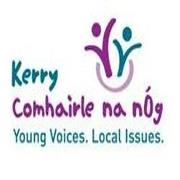 Kerry
Comhairle na nÓg
Young Voices. Local Issues.